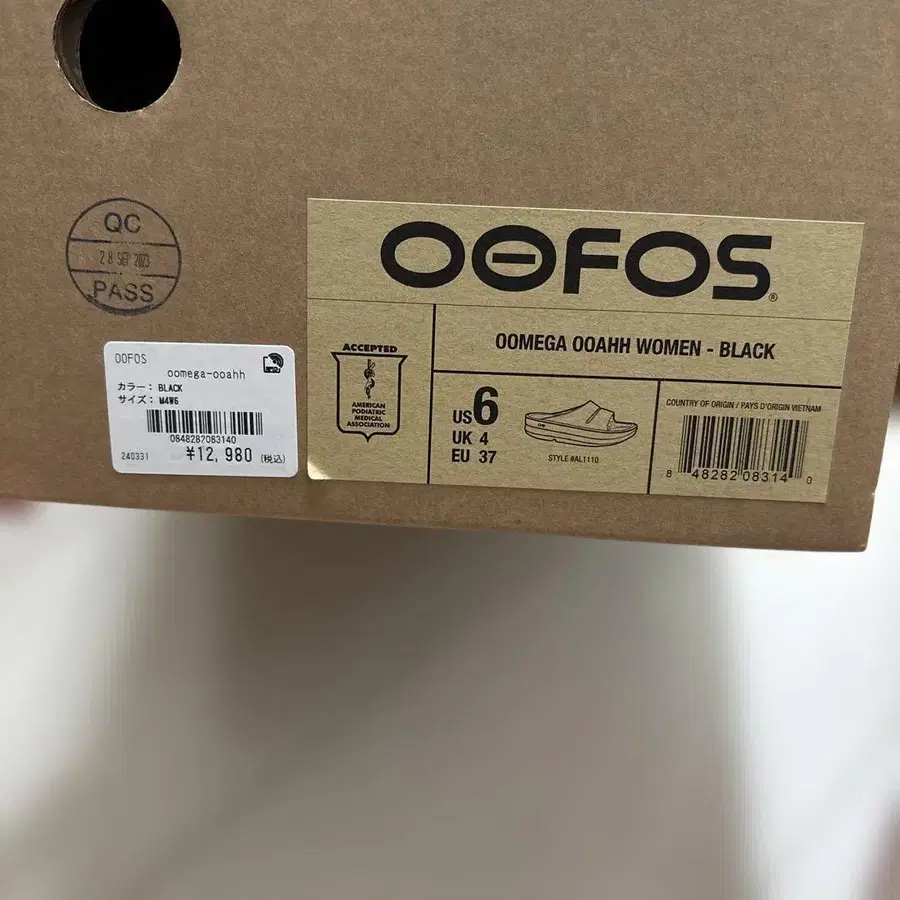 QC
28 SEP 2023
PASS
OOFOS
oomega-ooahh
カラー: BLACK
サイズ: M4W6
0848282083140
240331 ¥12,980 (税込)
OOFOS®
OOMEGA OOAHH WOMEN - BLACK
ACCEPTED
AMERICAN
PODIATRIC
MEDICAL
ASSOCIATION
US 6
UK 4
EU 37
STYLE #AL1110
COUNTRY OF ORIGIN / PAYS D'ORIGIN VIETNAM
8 48282 08314 0